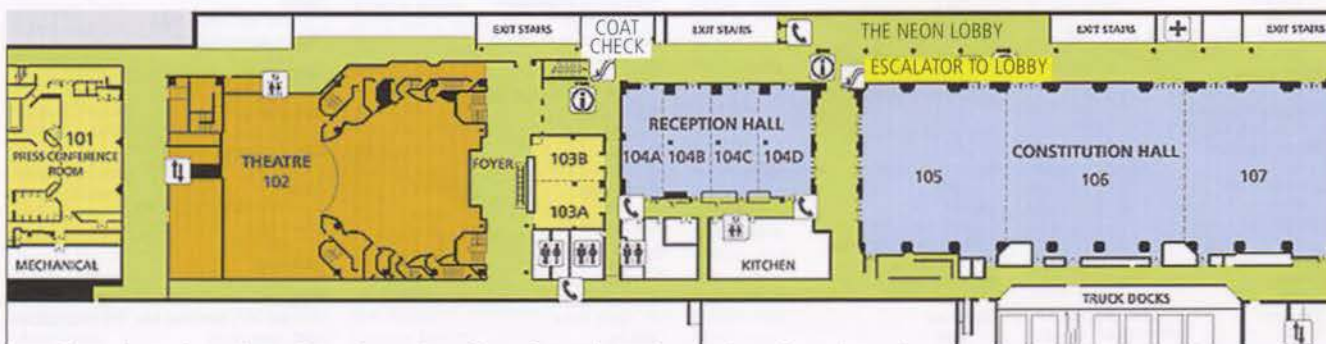 EXIT STAIRS
COAT
CHECK
EXIT STAIRS
THE NEON LOBBY
EXIT STAIRS
EXIT STAIRS
ESCALATOR TO LOBBY
101
PRESS CONFERENCE
ROOM
THEATRE
102
FOYER
103B
103A
RECEPTION HALL
104A
104B
104C
104D
105
CONSTITUTION HALL
106
107
MECHANICAL
KITCHEN
TRUCK DOCKS